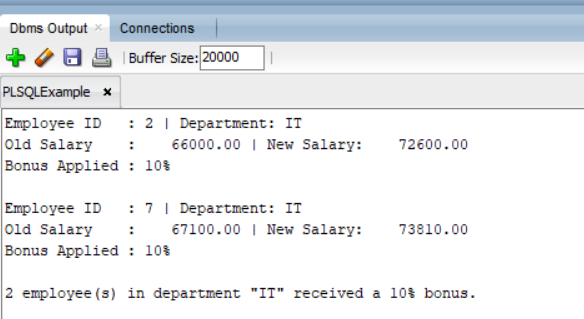 Dbms Output × Connections
Buffer Size: 20000
PLSQLExample ×
Employee ID   : 2 | Department: IT
Old Salary    :    66000.00 | New Salary:    72600.00
Bonus Applied : 10%
Employee ID   : 7 | Department: IT
Old Salary    :    67100.00 | New Salary:    73810.00
Bonus Applied : 10%
2 employee(s) in department "IT" received a 10% bonus.